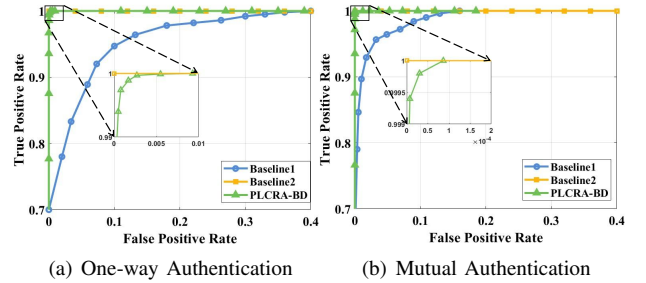 1
0.9
0.8
0.7
True Positive Rate
0 0.1 0.2 0.3 0.4
False Positive Rate
1
0.99
0 0.005 0.01
Baseline1
Baseline2
PLCRA-BD
(a) One-way Authentication
1
0.9
0.8
0.7
True Positive Rate
0 0.1 0.2 0.3 0.4
False Positive Rate
1
0.9995
0.999
0 0.5 1 1.5 2
×10⁻⁴
Baseline1
Baseline2
PLCRA-BD
(b) Mutual Authentication